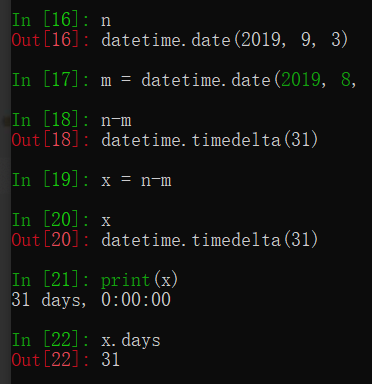 In [16]: n
Out[16]: datetime.date(2019, 9, 3)
In [17]: m = datetime.date(2019, 8,
In [18]: n-m
Out[18]: datetime.timedelta(31)
In [19]: x = n-m
In [20]: x
Out[20]: datetime.timedelta(31)
In [21]: print(x)
31 days, 0:00:00
In [22]: x.days
Out[22]: 31